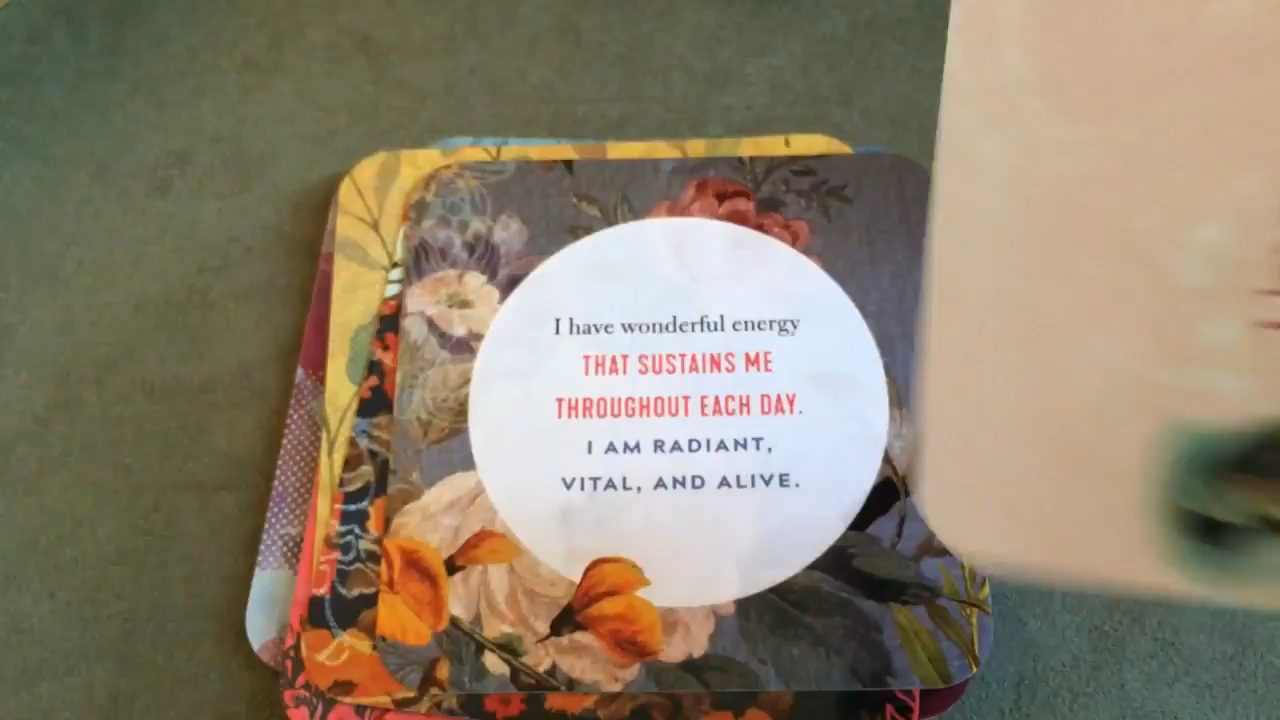 I have wonderful energy
THAT SUSTAINS ME
THROUGHOUT EACH DAY.
I AM RADIANT,
VITAL, AND ALIVE.